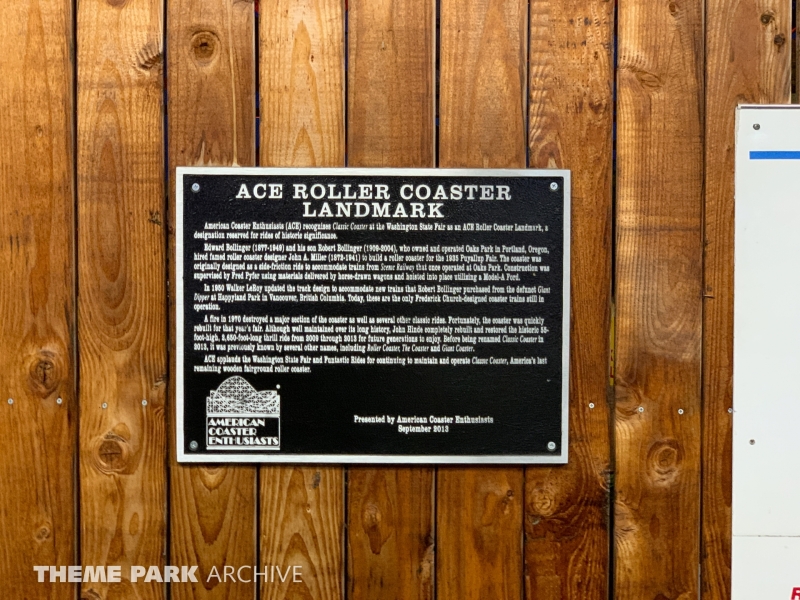 ACE ROLLER COASTER
LANDMARK
American Coaster Enthusiasts (ACE) recognizes Classic Coaster at the Washington State Fair as an ACE Roller Coaster Landmark, a
designation reserved for rides of historic significance.
Edward Bollinger (1877-1949) and his son Robert Bollinger (1909-2004), who owned and operated Oaks Park in Portland, Oregon,
hired famed roller coaster designer John A. Miller (1872-1941) to build a roller coaster for the 1935 Puyallup Fair. The coaster was
originally designed as a side-friction ride to accommodate trains from Scenic Railway that once operated at Oaks Park. Construction was
supervised by Fred Pyfer using materials delivered by horse-drawn wagons and hoisted into place utilizing a Model-A Ford.
In 1950 Walker LeRoy updated the track design to accommodate new trains that Robert Bollinger purchased from the defunct Giant
Dipper at Happyland Park in Vancouver, British Columbia. Today, these are the only Frederick Church-designed coaster trains still in
operation.
A fire in 1970 destroyed a major section of the coaster as well as several other classic rides. Fortunately, the coaster was quickly
rebuilt for that year's fair. Although well maintained over its long history, John Hinde completely rebuilt and restored the historic 55-
foot-high, 2,650-foot-long thrill ride from 2009 through 2013 for future generations to enjoy. Before being renamed Classic Coaster in
2013, it was previously known by several other names, including Roller Coaster, The Coaster and Giant Coaster.
ACE applauds the Washington State Fair and Funtastic Rides for continuing to maintain and operate Classic Coaster, America's last
remaining wooden fairground roller coaster.
AMERICAN
COASTER
ENTHUSIASTS
Presented by American Coaster Enthusiasts
September 2013
THEME PARK ARCHIVE